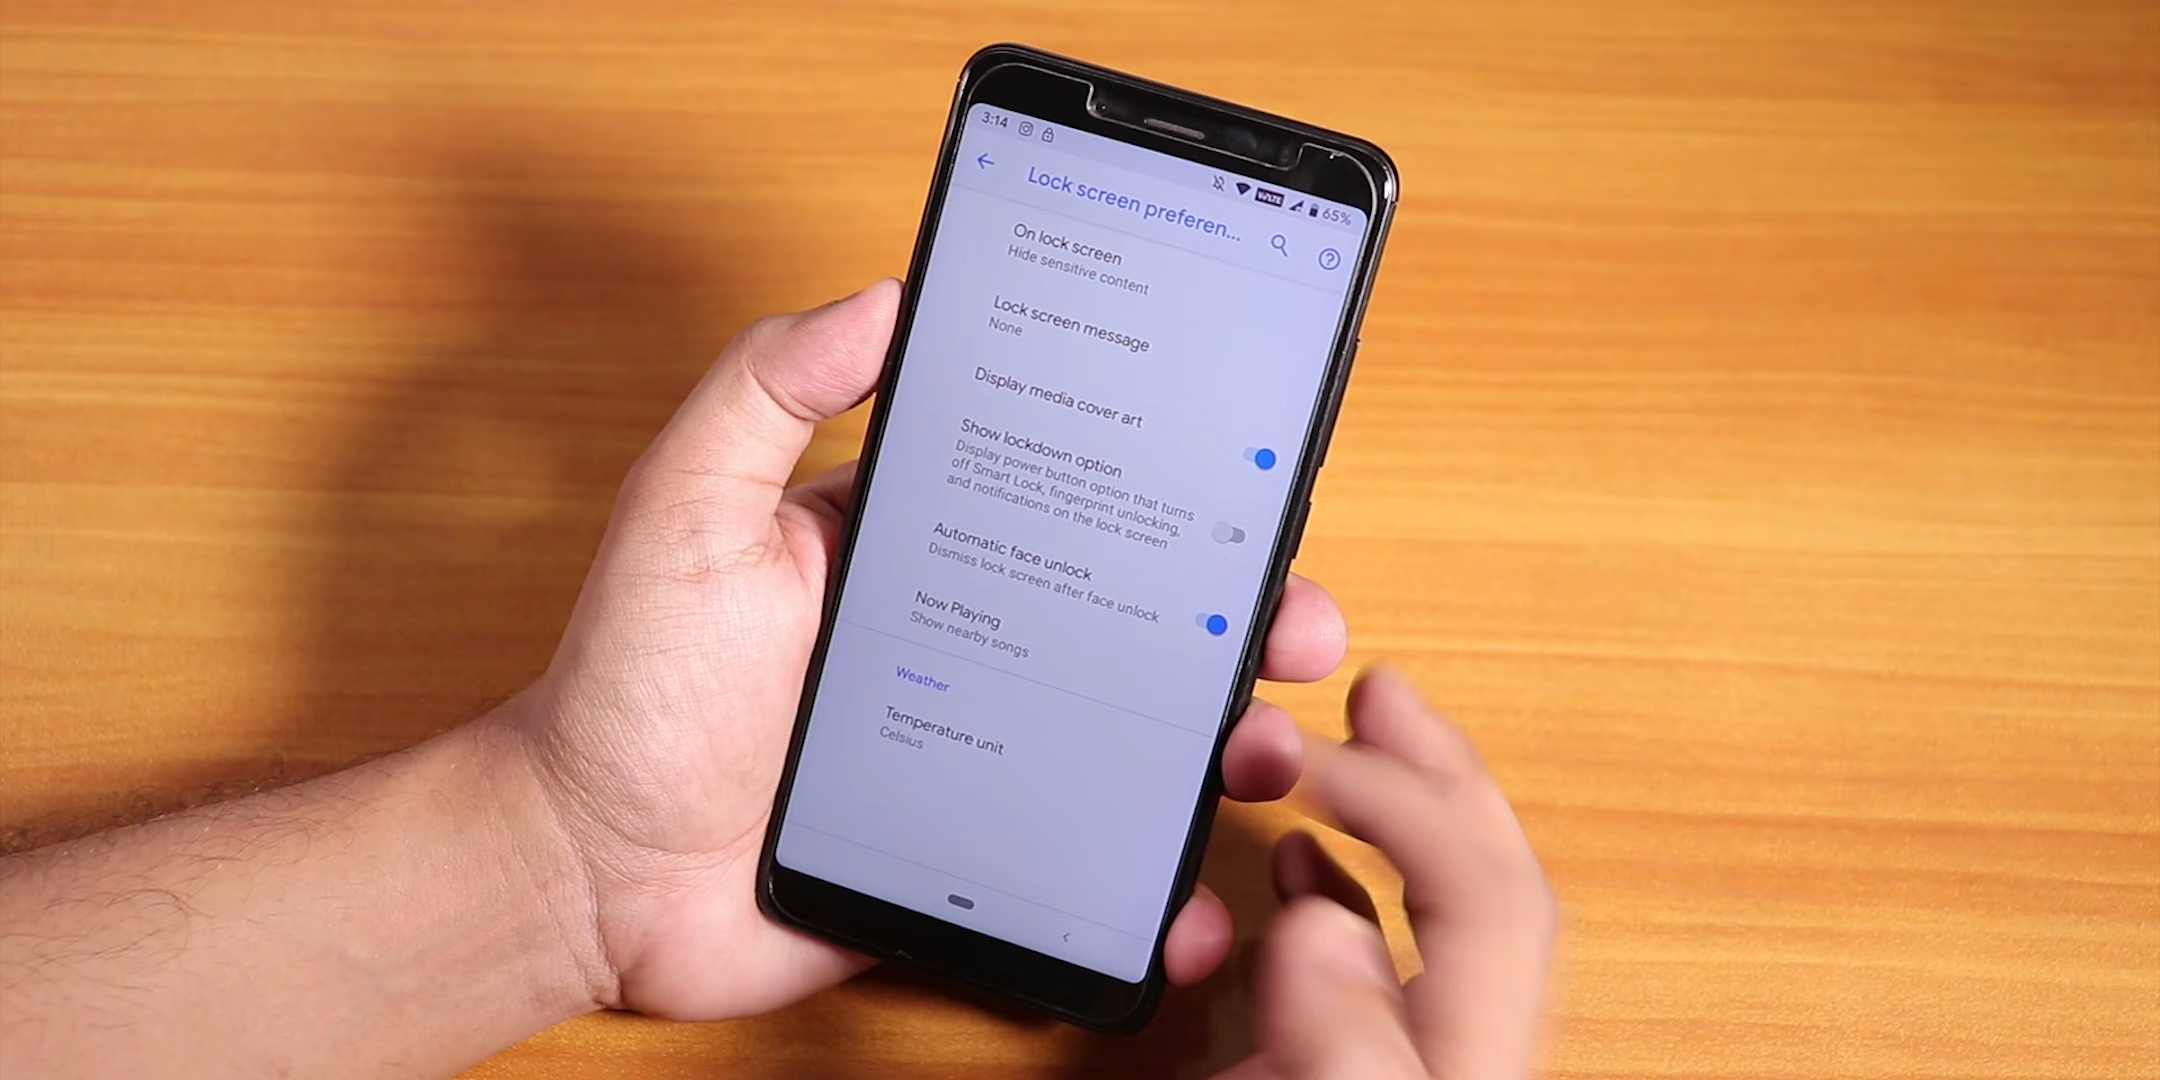 3:14
VoLTE 65%
Lock screen preferen...
On lock screen
Hide sensitive content
Lock screen message
None
Display media cover art
Show lockdown option
Display power button option that turns
off Smart Lock, fingerprint unlocking,
and notifications on the lock screen
Automatic face unlock
Dismiss lock screen after face unlock
Now Playing
Show nearby songs
Weather
Temperature unit
Celsius